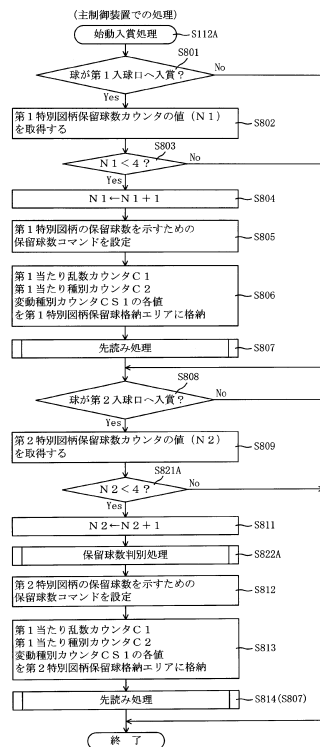 (主制御装置での処理)
始動入賞処理
S112A
S801
球が第1入球口へ入賞?
No
Yes
第1特別図柄保留球数カウンタの値(N1)
を取得する
S802
S803
N1<4?
No
Yes
N1←N1+1
S804
第1特別図柄の保留球数を示すための
保留球数コマンドを設定
S805
第1当たり乱数カウンタC1
第1当たり種別カウンタC2
変動種別カウンタCS1の各値
を第1特別図柄保留球格納エリアに格納
S806
先読み処理
S807
S808
球が第2入球口へ入賞?
No
Yes
第2特別図柄保留球数カウンタの値(N2)
を取得する
S809
S821A
N2<4?
No
Yes
N2←N2+1
S811
保留球数判別処理
S822A
第2特別図柄の保留球数を示すための
保留球数コマンドを設定
S812
第1当たり乱数カウンタC1
第1当たり種別カウンタC2
変動種別カウンタCS1の各値
を第2特別図柄保留球格納エリアに格納
S813
先読み処理
S814(S807)
終 了